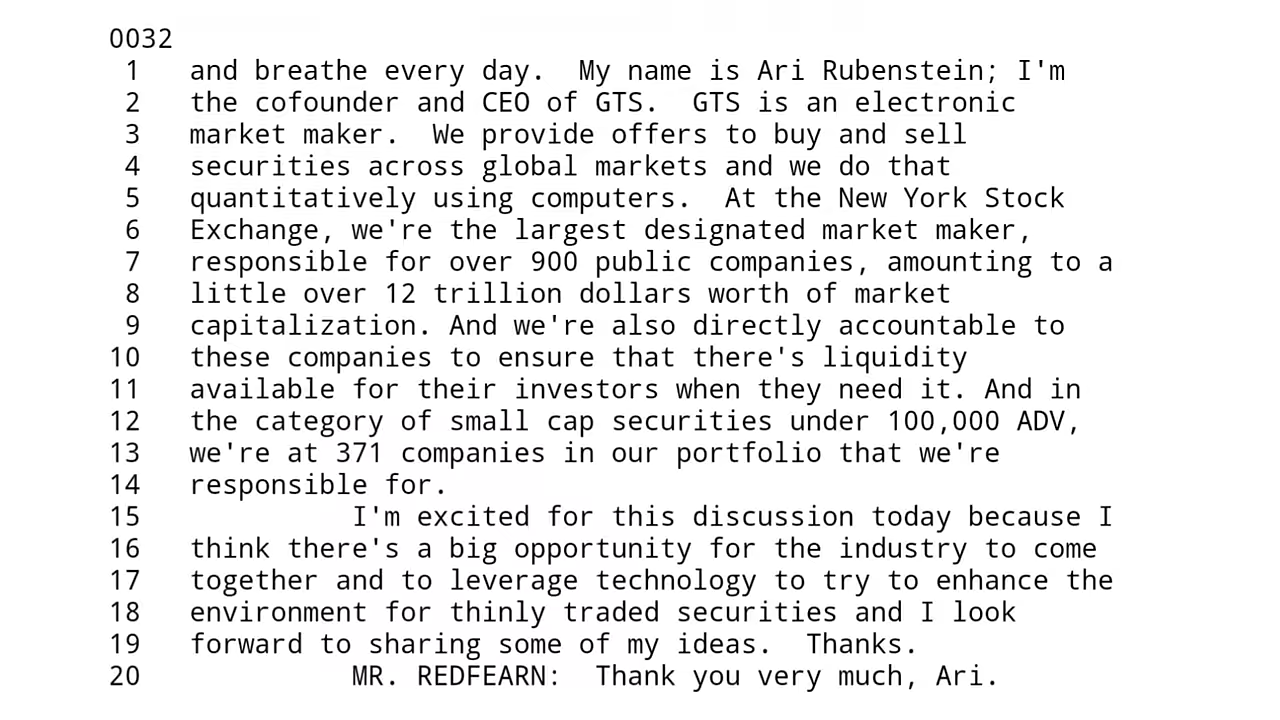 0032
1 and breathe every day.  My name is Ari Rubenstein; I'm
2 the cofounder and CEO of GTS.  GTS is an electronic
3 market maker.  We provide offers to buy and sell
4 securities across global markets and we do that
5 quantitatively using computers.  At the New York Stock
6 Exchange, we're the largest designated market maker,
7 responsible for over 900 public companies, amounting to a
8 little over 12 trillion dollars worth of market
9 capitalization. And we're also directly accountable to
10 these companies to ensure that there's liquidity
11 available for their investors when they need it. And in
12 the category of small cap securities under 100,000 ADV,
13 we're at 371 companies in our portfolio that we're
14 responsible for.
15 I'm excited for this discussion today because I
16 think there's a big opportunity for the industry to come
17 together and to leverage technology to try to enhance the
18 environment for thinly traded securities and I look
19 forward to sharing some of my ideas.  Thanks.
20 MR. REDFEARN:  Thank you very much, Ari.